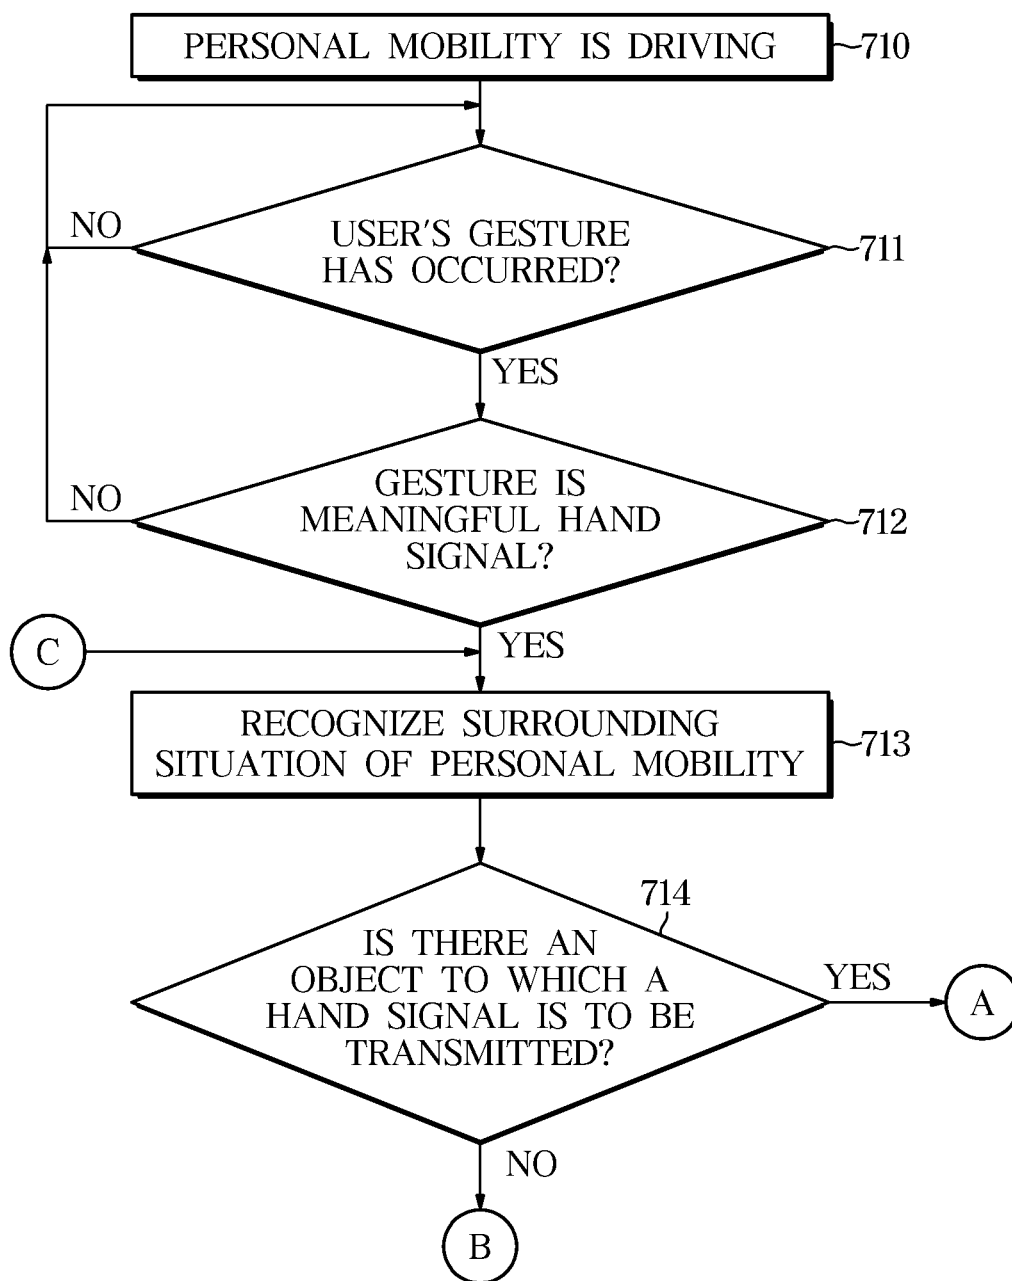 PERSONAL MOBILITY IS DRIVING
710
NO
USER'S GESTURE
HAS OCCURRED?
711
YES
NO
GESTURE IS
MEANINGFUL HAND
SIGNAL?
712
C
YES
RECOGNIZE SURROUNDING
SITUATION OF PERSONAL MOBILITY
713
714
IS THERE AN
OBJECT TO WHICH A
HAND SIGNAL IS TO BE
TRANSMITTED?
YES
A
NO
B